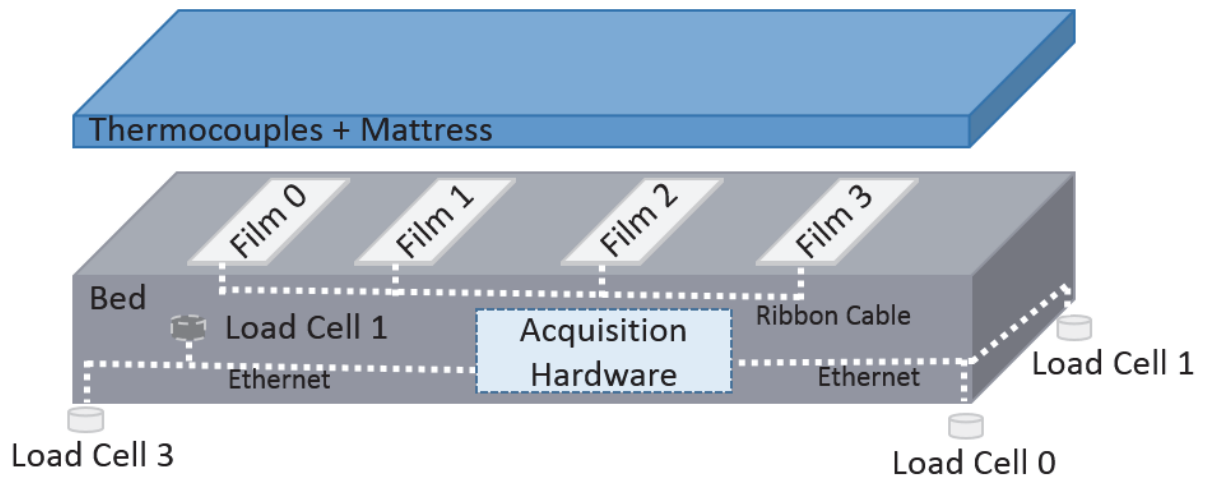 Thermocouples + Mattress
Film 0
Film 1
Film 2
Film 3
Bed
Ribbon Cable
Load Cell 1
Acquisition
Hardware
Ethernet
Ethernet
Load Cell 1
Load Cell 3
Load Cell 0